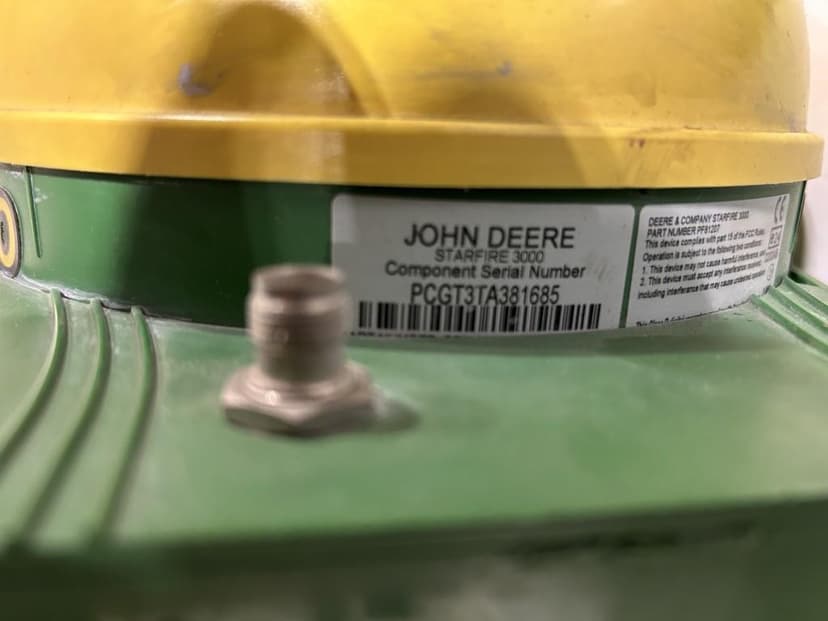 JOHN DEERE
STARFIRE 3000
Component Serial Number
PCGT3TA381685
DEERE & COMPANY STARFIRE 3000
PART NUMBER PF81207
This device complies with part 15 of the FCC Rules.
Operation is subject to the following two conditions:
1. This device may not cause harmful interference, and
2. This device must accept any interference received,
including interference that may cause undesired
CE